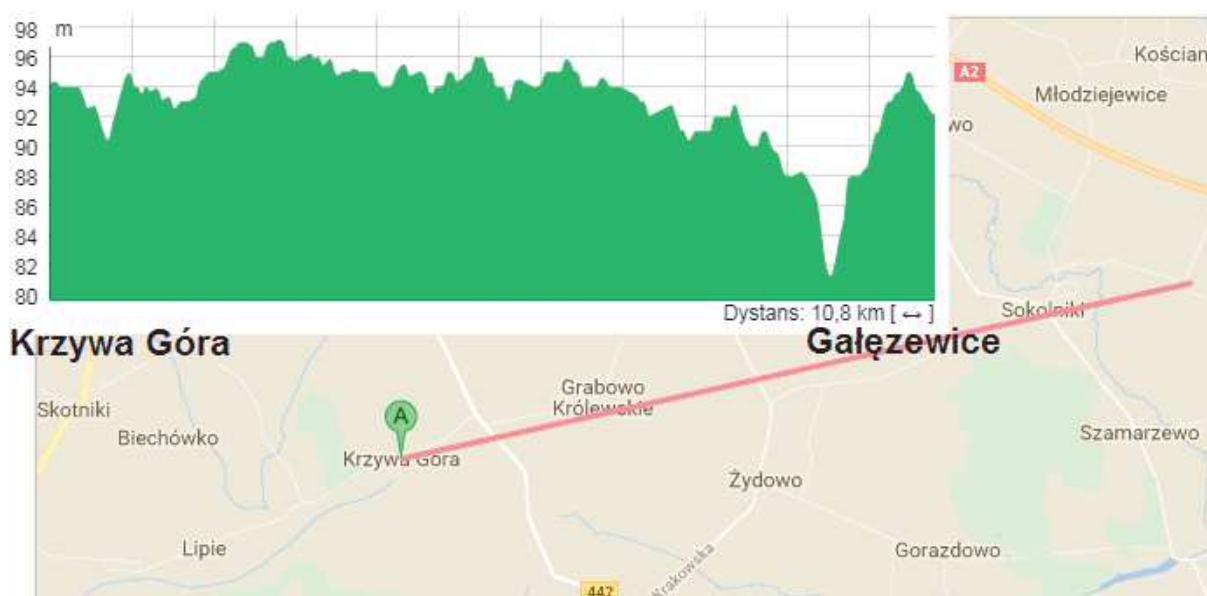 98 m
96
94
92
90
88
86
84
82
80
Dystans: 10,8 km [ ↔ ]
Krzywa Góra
Gałęzewice
A2
Kościan
Młodziejewice
wo
Sokolniki
Grabowo
Królewskie
Skotniki
Biechówko
A
Krzywa Góra
Szamarzewo
Żydowo
Lipie
Gorazdowo
Krakowska
442